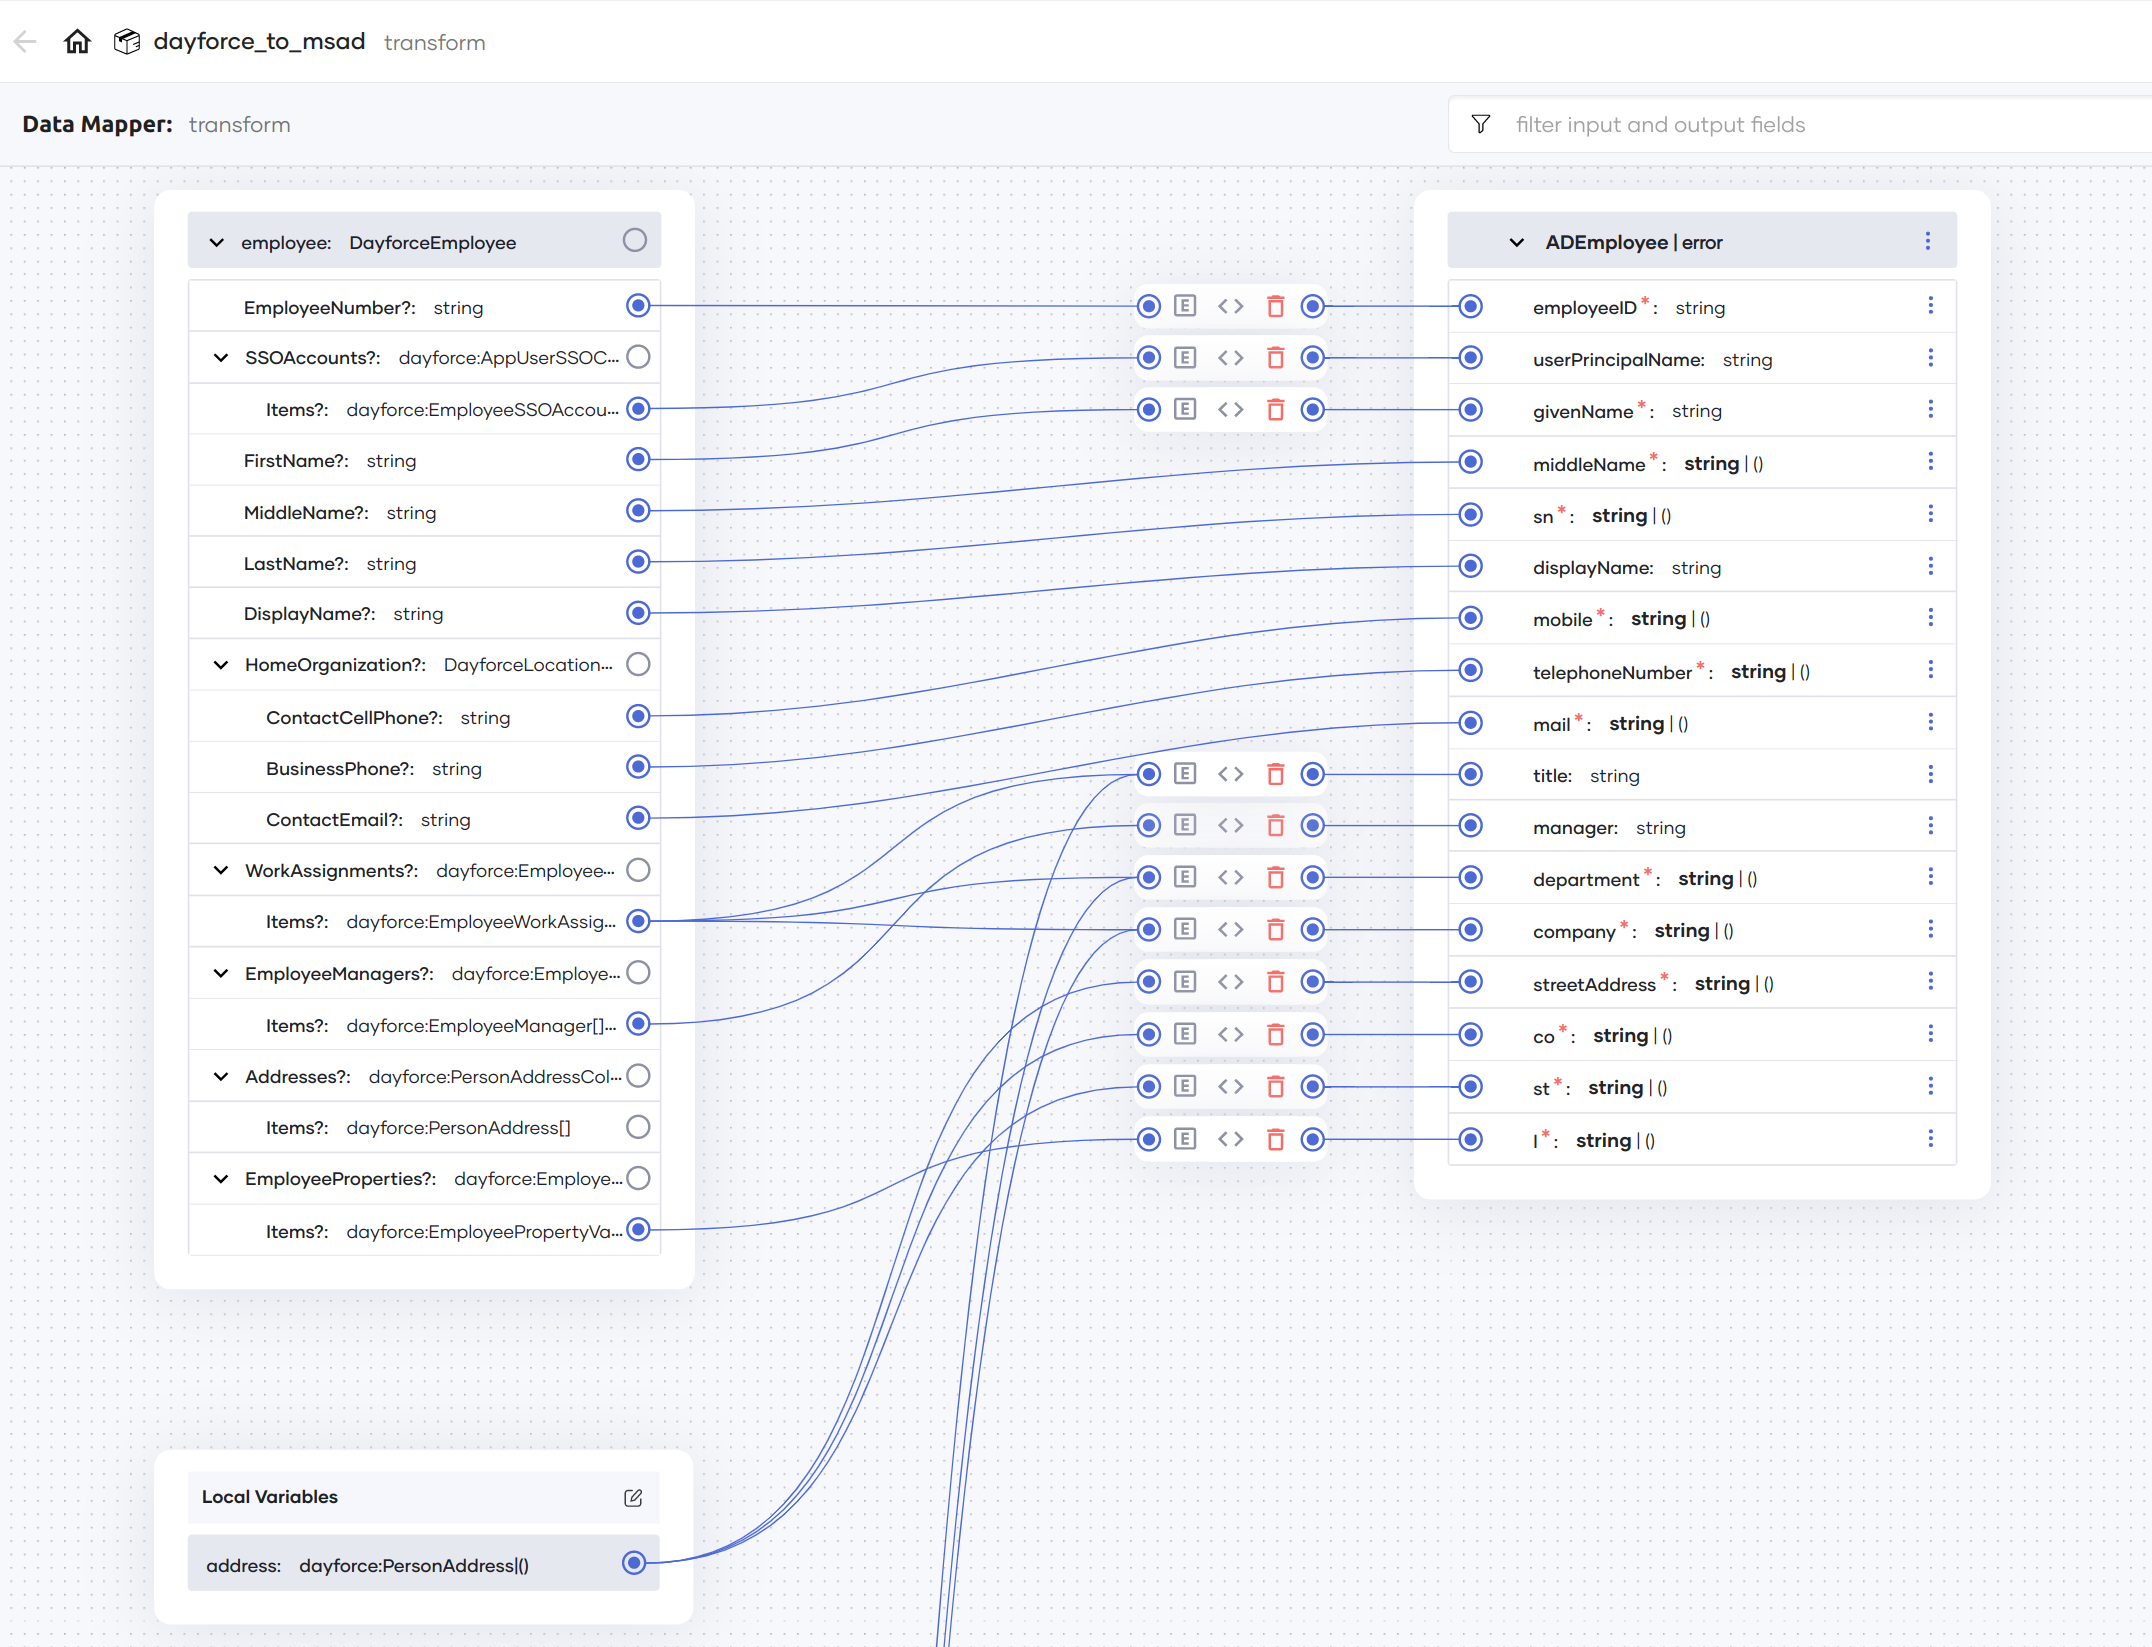 dayforce_to_msad transform
Data Mapper: transform
filter input and output fields
employee: DayforceEmployee
EmployeeNumber?: string
SSOAccounts?: dayforce:AppUserSSOC...
Items?: dayforce:EmployeeSSOAccou...
FirstName?: string
MiddleName?: string
LastName?: string
DisplayName?: string
HomeOrganization?: DayforceLocation...
ContactCellPhone?: string
BusinessPhone?: string
ContactEmail?: string
WorkAssignments?: dayforce:Employee...
Items?: dayforce:EmployeeWorkAssig...
EmployeeManagers?: dayforce:Employe...
Items?: dayforce:EmployeeManager[]...
Addresses?: dayforce:PersonAddressCol...
Items?: dayforce:PersonAddress[]
EmployeeProperties?: dayforce:Employe...
Items?: dayforce:EmployeePropertyVa...
Local Variables
address: dayforce:PersonAddress|()
E
E
E
E
E
E
E
E
E
E
E
ADEmployee | error
employeeID*: string
userPrincipalName: string
givenName*: string
middleName*: string | ()
sn*: string | ()
displayName: string
mobile*: string | ()
telephoneNumber*: string | ()
mail*: string | ()
title: string
manager: string
department*: string | ()
company*: string | ()
streetAddress*: string | ()
co*: string | ()
st*: string | ()
l*: string | ()